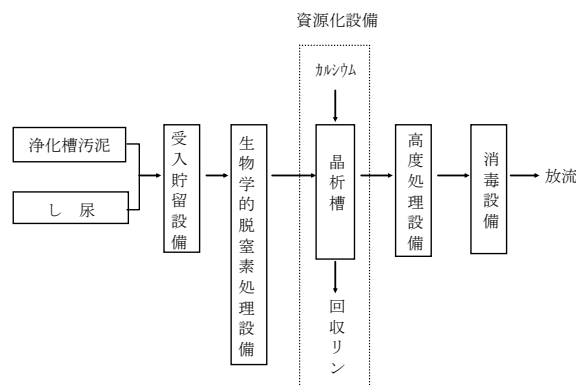 資源化設備
カルシウム
浄化槽汚泥
し 尿
受入貯留設備
生物学的脱窒素処理設備
晶析槽
回収リン
高度処理設備
消毒設備
放流